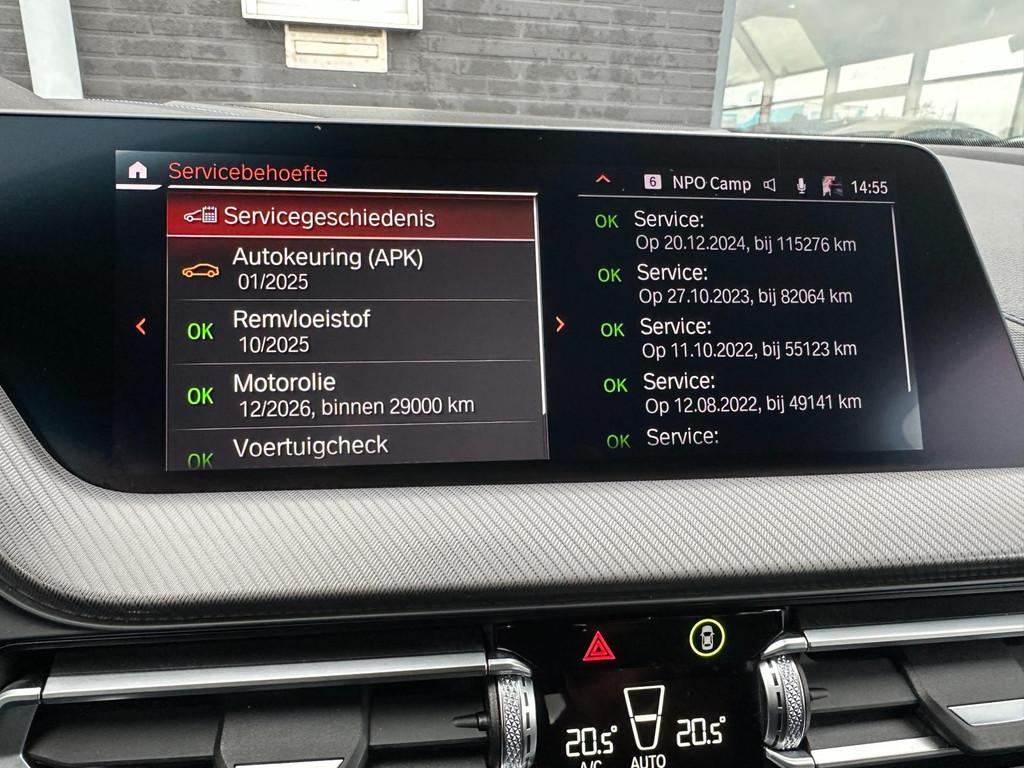 Servicebehoefte
6 NPO Camp 14:55
Servicegeschiedenis
Autokeuring (APK)
01/2025
OK Remvloeistof
10/2025
OK Motorolie
12/2026, binnen 29000 km
OK Voertuigcheck
OK Service:
Op 20.12.2024, bij 115276 km
OK Service:
Op 27.10.2023, bij 82064 km
OK Service:
Op 11.10.2022, bij 55123 km
OK Service:
Op 12.08.2022, bij 49141 km
OK Service:
20.5° 20.5°
A/C AUTO